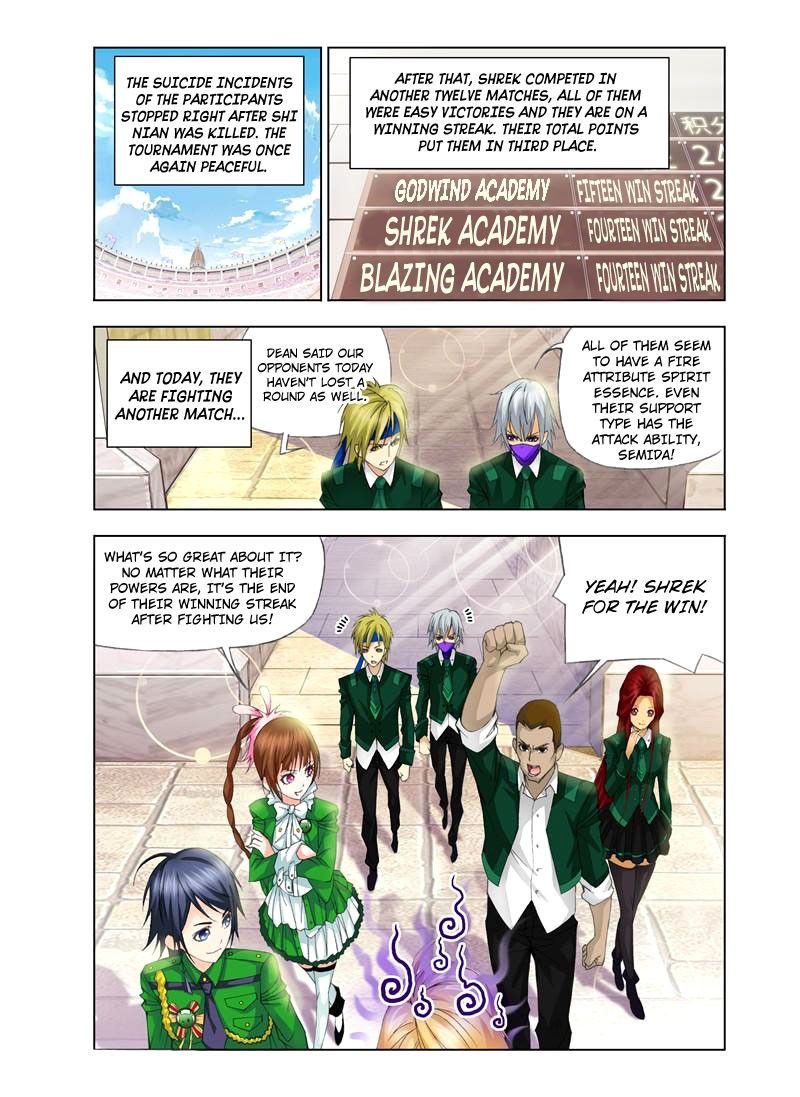 THE SUICIDE INCIDENTS
OF THE PARTICIPANTS
STOPPED RIGHT AFTER SHI
NIAN WAS KILLED. THE
TOURNAMENT WAS ONCE
AGAIN PEACEFUL.
AFTER THAT, SHREK COMPETED IN
ANOTHER TWELVE MATCHES, ALL OF THEM
WERE EASY VICTORIES AND THEY ARE ON A
WINNING STREAK. THEIR TOTAL POINTS
PUT THEM IN THIRD PLACE.
积分
24
GODWIND ACADEMY FIFTEEN WIN STREAK
SHREK ACADEMY FOURTEEN WIN STREAK
BLAZING ACADEMY FOURTEEN WIN STREAK
AND TODAY, THEY
ARE FIGHTING
ANOTHER MATCH...
DEAN SAID OUR
OPPONENTS TODAY
HAVEN'T LOST A
ROUND AS WELL.
ALL OF THEM SEEM
TO HAVE A FIRE
ATTRIBUTE SPIRIT
ESSENCE. EVEN
THEIR SUPPORT
TYPE HAS THE
ATTACK ABILITY,
SEMIDA!
WHAT'S SO GREAT ABOUT IT?
NO MATTER WHAT THEIR
POWERS ARE, IT'S THE END
OF THEIR WINNING STREAK
AFTER FIGHTING US!
YEAH! SHREK
FOR THE WIN!